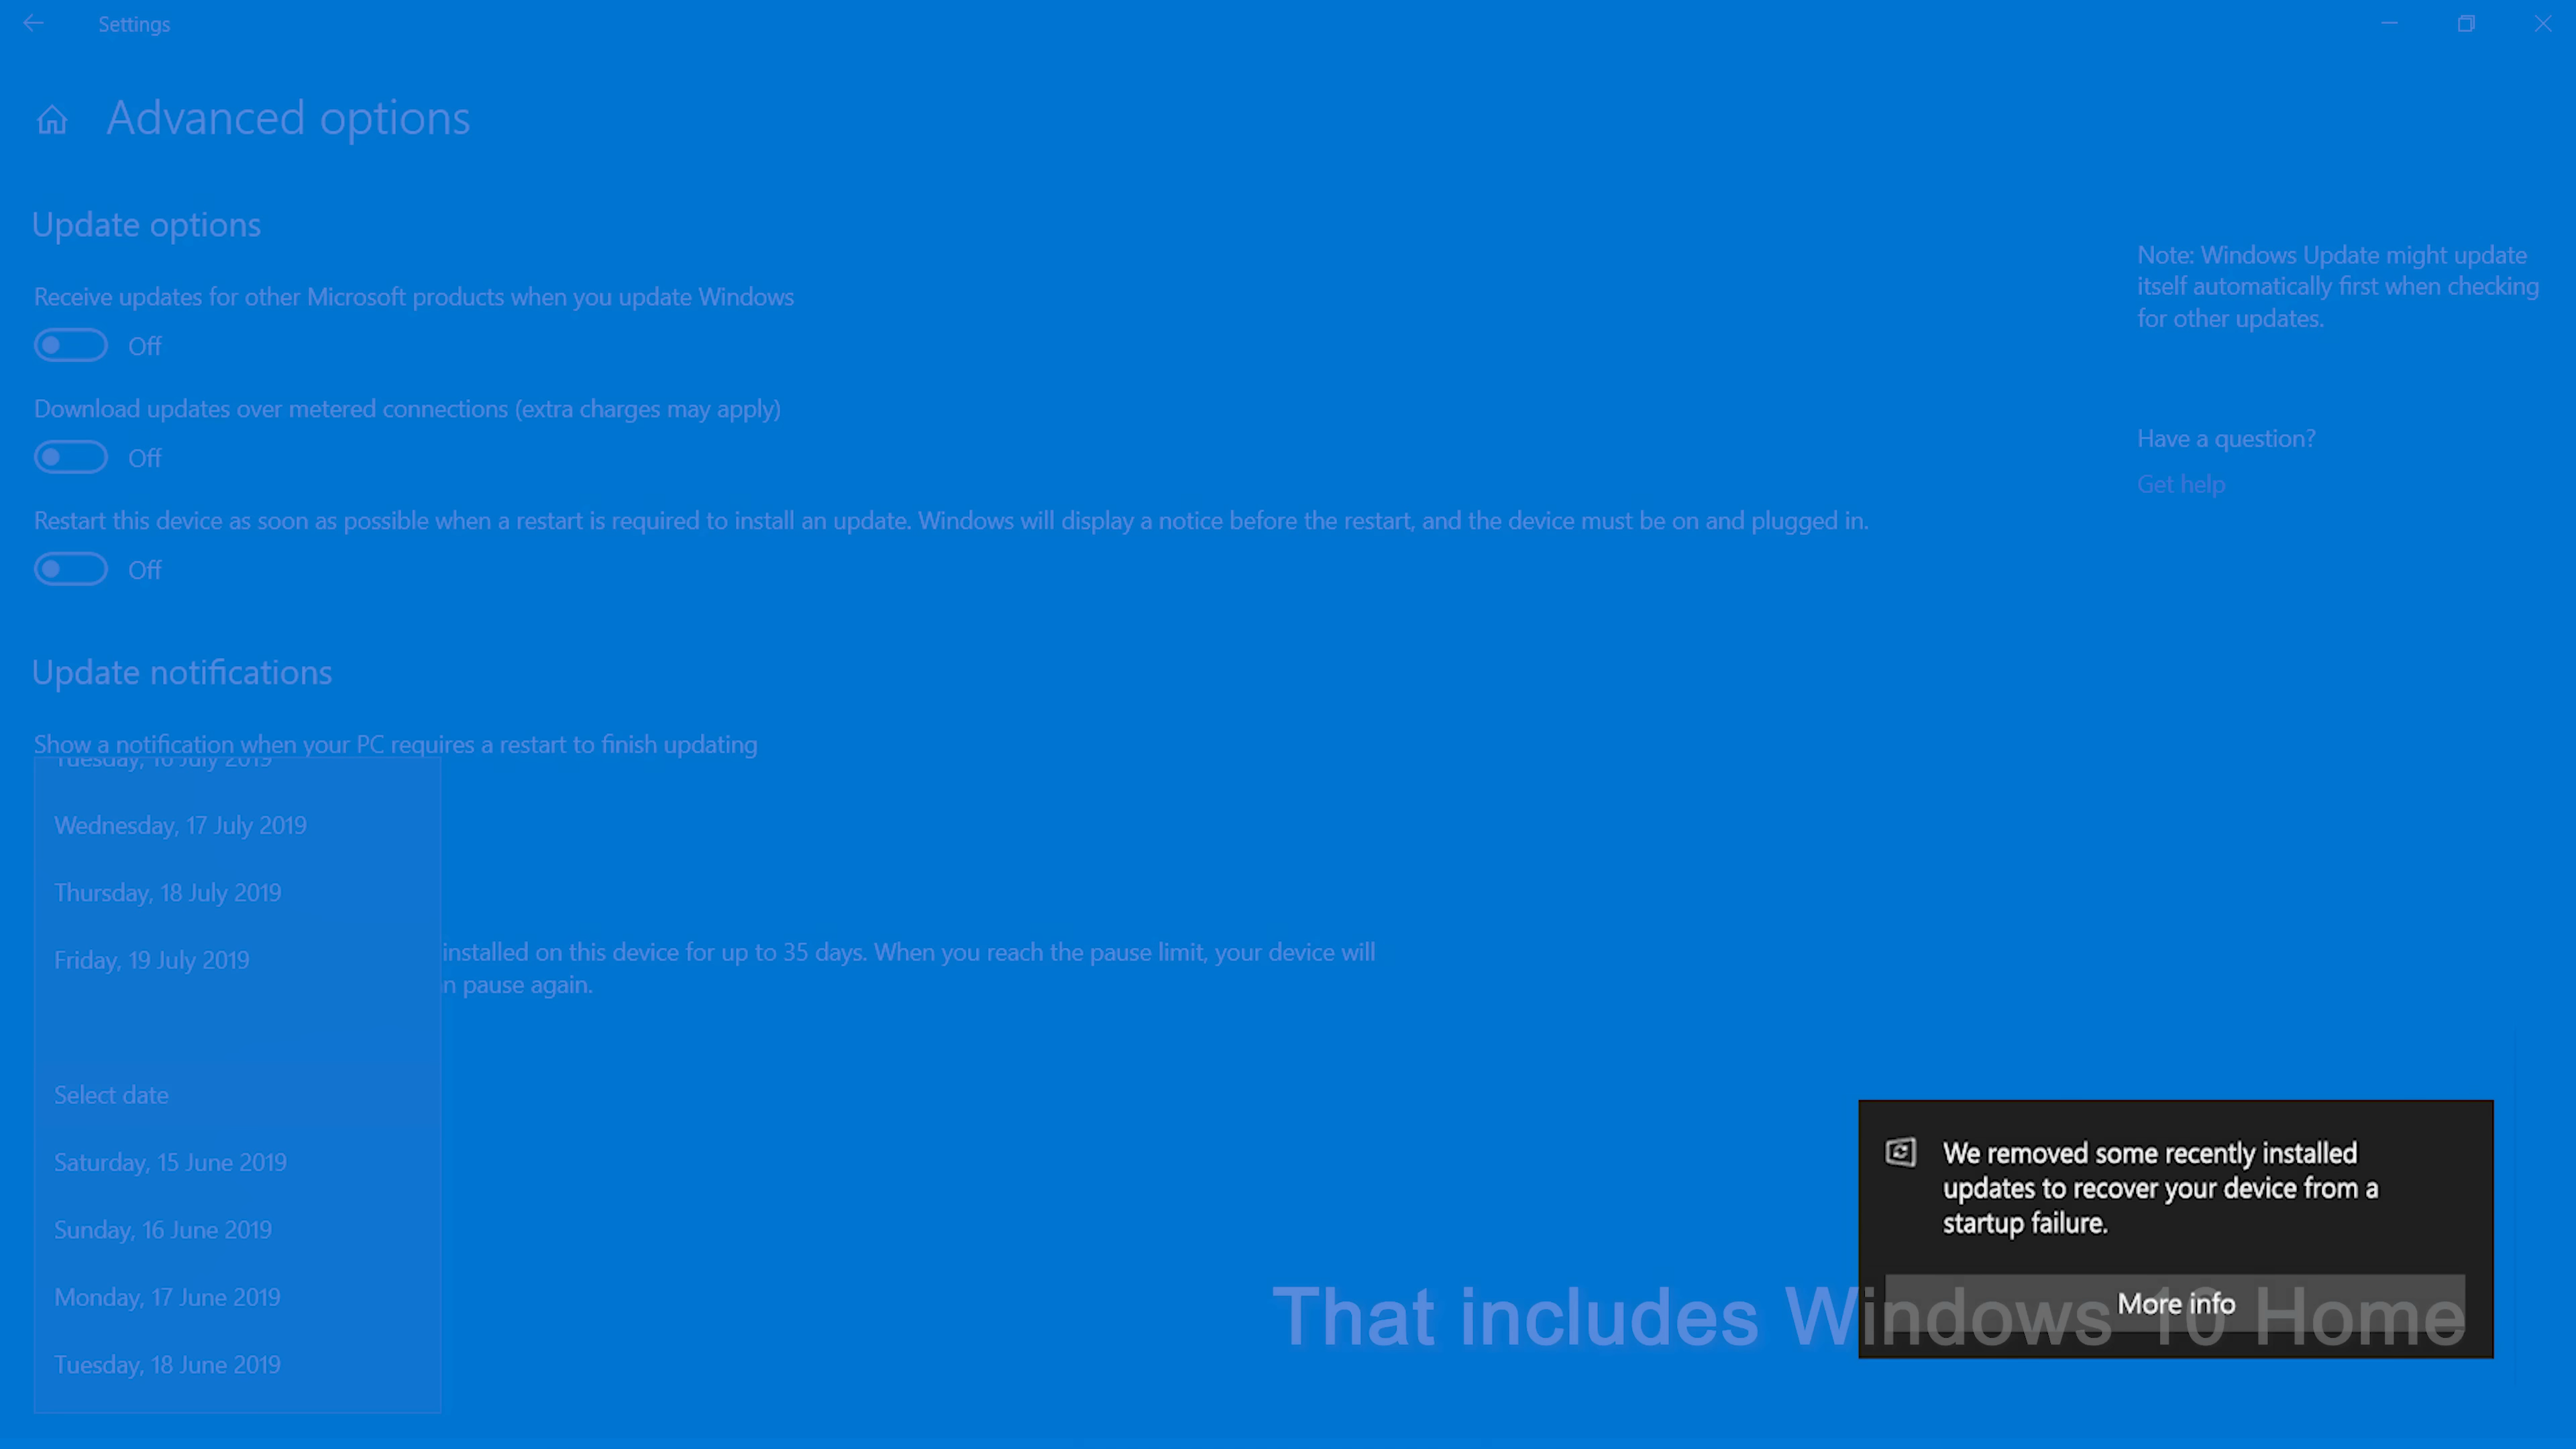 Settings
Advanced options
Update options
Receive updates for other Microsoft products when you update Windows
Off
Download updates over metered connections (extra charges may apply)
Off
Restart this device as soon as possible when a restart is required to install an update. Windows will display a notice before the restart, and the device must be on and plugged in.
Off
Note: Windows Update might update
itself automatically first when checking
for other updates.
Have a question?
Get help
Update notifications
Show a notification when your PC requires a restart to finish updating
Tuesday, 16 July 2019
Wednesday, 17 July 2019
Thursday, 18 July 2019
Friday, 19 July 2019
installed on this device for up to 35 days. When you reach the pause limit, your device will
n pause again.
Select date
Saturday, 15 June 2019
Sunday, 16 June 2019
Monday, 17 June 2019
Tuesday, 18 June 2019
We removed some recently installed
updates to recover your device from a
startup failure.
More info
That includes Windows 10 Home